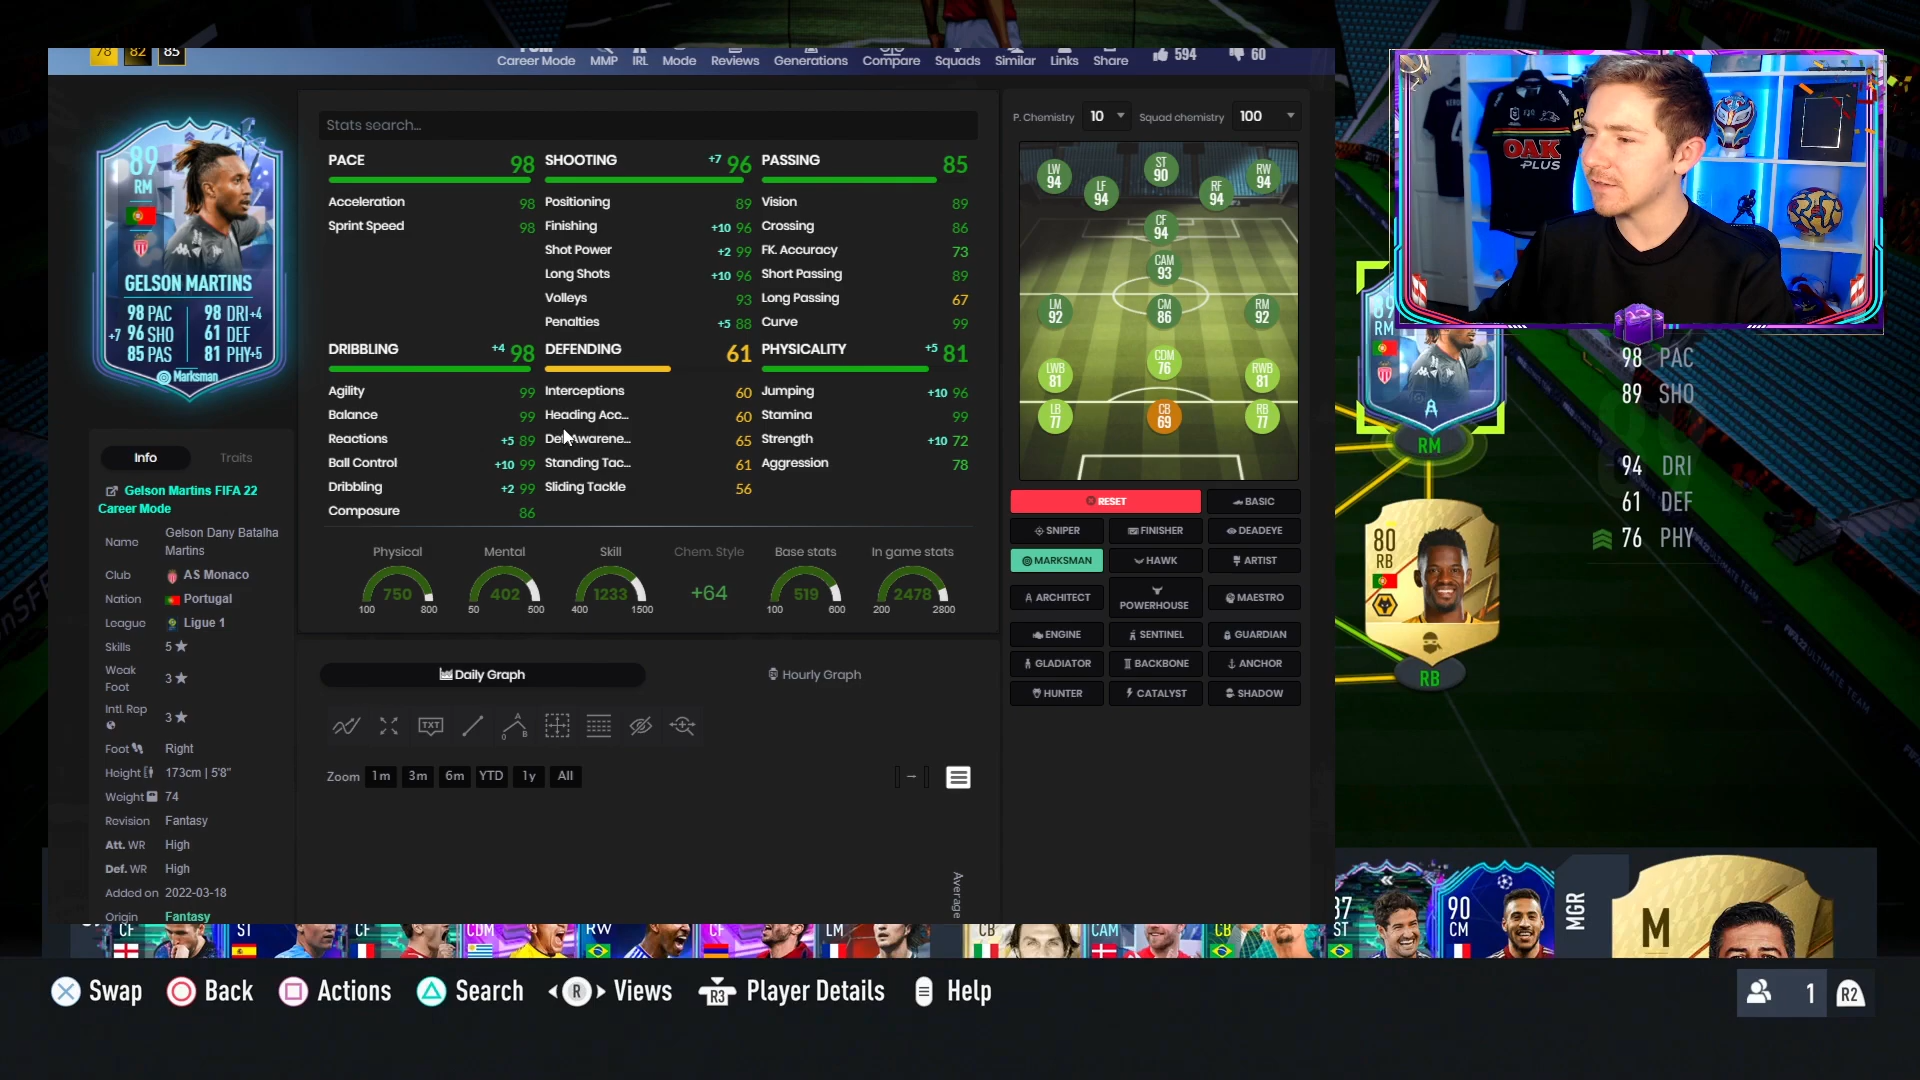 78 82 85
Career Mode MMP IRL Mode Reviews Generations Compare Squads Similar Links Share 594 60
89
RM
GELSON MARTINS
98 PAC 98 DRI+4
+7 96 SHO 61 DEF
85 PAS 81 PHY+5
Marksman
Stats search...
PACE 98
Acceleration 98
Sprint Speed 98
SHOOTING +7 96
Positioning 89
Finishing +10 96
Shot Power +2 99
Long Shots +10 96
Volleys 93
Penalties +5 88
PASSING 85
Vision 89
Crossing 86
FK. Accuracy 73
Short Passing 89
Long Passing 67
Curve 99
DRIBBLING +4 98
Agility 99
Balance 99
Reactions +5 89
Ball Control +10 99
Dribbling +2 99
Composure 86
DEFENDING 61
Interceptions 60
Heading Acc... 60
Def Awarene... 65
Standing Tac... 61
Sliding Tackle 56
PHYSICALITY +5 81
Jumping +10 96
Stamina 99
Strength +10 72
Aggression 78
Physical Mental Skill Chem. Style Base stats In game stats
750 402 1233 +64 519 2478
100 800 50 500 400 1500 100 600 200 2800
Daily Graph Hourly Graph
TXT
A
0 B
Zoom 1m 3m 6m YTD 1y All
→
Average
Info Traits
Gelson Martins FIFA 22
Career Mode
Name Gelson Dany Batalha
Martins
Club AS Monaco
Nation Portugal
League Ligue 1
Skills 5
Weak
Foot 3
Intl. Rep 3
Foot Right
Height 173cm | 5'8"
Weight 74
Revision Fantasy
Att. WR High
Def. WR High
Added on 2022-03-18
Origin Fantasy
P. Chemistry 10 Squad chemistry 100
LW
94
LF
94
ST
90
RF
94
RW
94
CF
94
CAM
93
LM
92
CM
86
RM
92
LWB
81
CDM
76
RWB
81
LB
77
CB
69
RB
77
RESET BASIC
SNIPER FINISHER DEADEYE
MARKSMAN HAWK ARTIST
ARCHITECT POWERHOUSE MAESTRO
ENGINE SENTINEL GUARDIAN
GLADIATOR BACKBONE ANCHOR
HUNTER CATALYST SHADOW
OAK
PLUS
89
RM
RM
98 PAC
89 SHO
94 DRI
61 DEF
76 PHY
80
RB
RB
CF ST CF CDM RW CF LM CB CAM CB
87
ST
90
CM
MGR
M
Swap Back Actions Search R Views R3 Player Details Help
1 R2